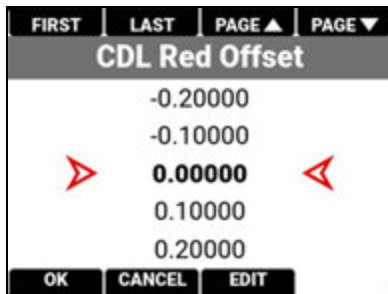 FIRST LAST PAGE▲ PAGE▼
CDL Red Offset
-0.20000
-0.10000
0.00000
0.10000
0.20000
OK CANCEL EDIT